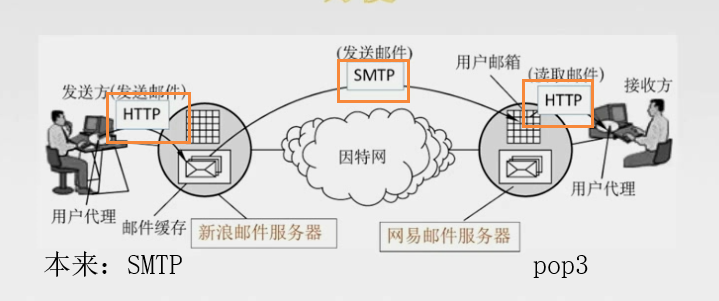 (发送邮件)
SMTP
用户邮箱
(读取邮件)
接收方
发送方(发送邮件)
HTTP
HTTP
因特网
用户代理
用户代理
邮件缓存
新浪邮件服务器
网易邮件服务器
本来：SMTP
pop3